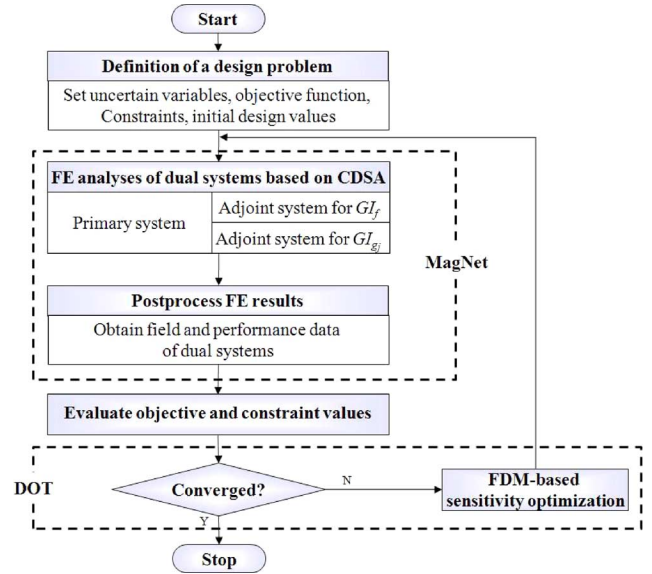 Start
Definition of a design problem
Set uncertain variables, objective function,
Constraints, initial design values
FE analyses of dual systems based on CDSA
Primary system
Adjoint system for GI_f
Adjoint system for GI_gj
MagNet
Postprocess FE results
Obtain field and performance data
of dual systems
Evaluate objective and constraint values
DOT
Converged?
N
FDM-based
sensitivity optimization
Y
Stop